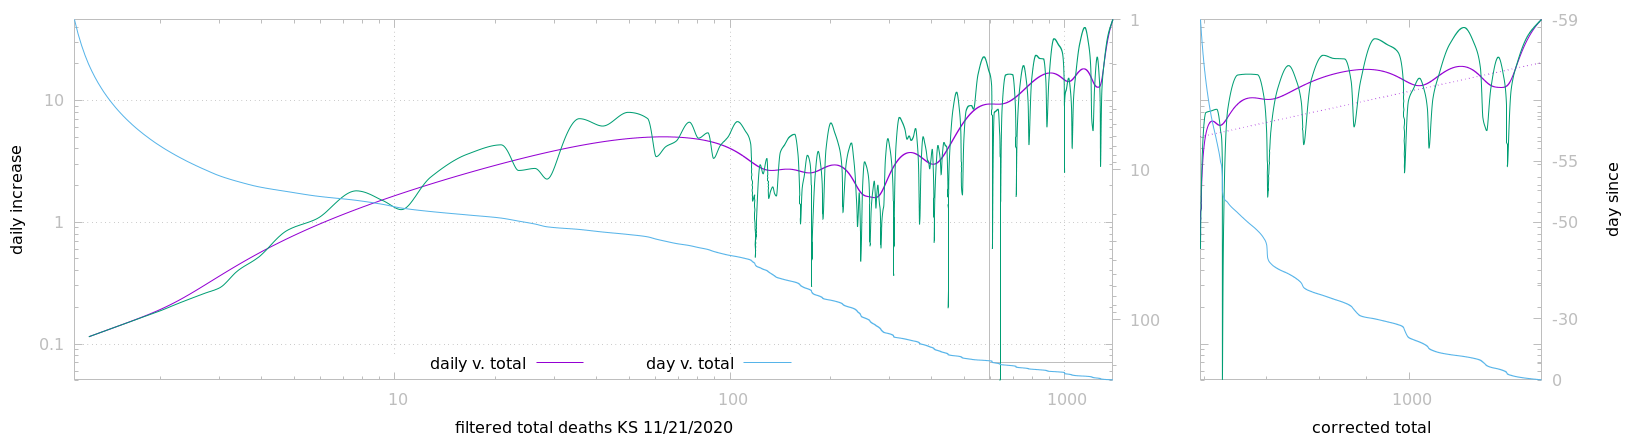 daily increase
10
1
0.1
10
100
1000
filtered total deaths KS 11/21/2020
daily v. total
day v. total
1
10
100
1000
corrected total
-59
-55
-50
-30
0
day since